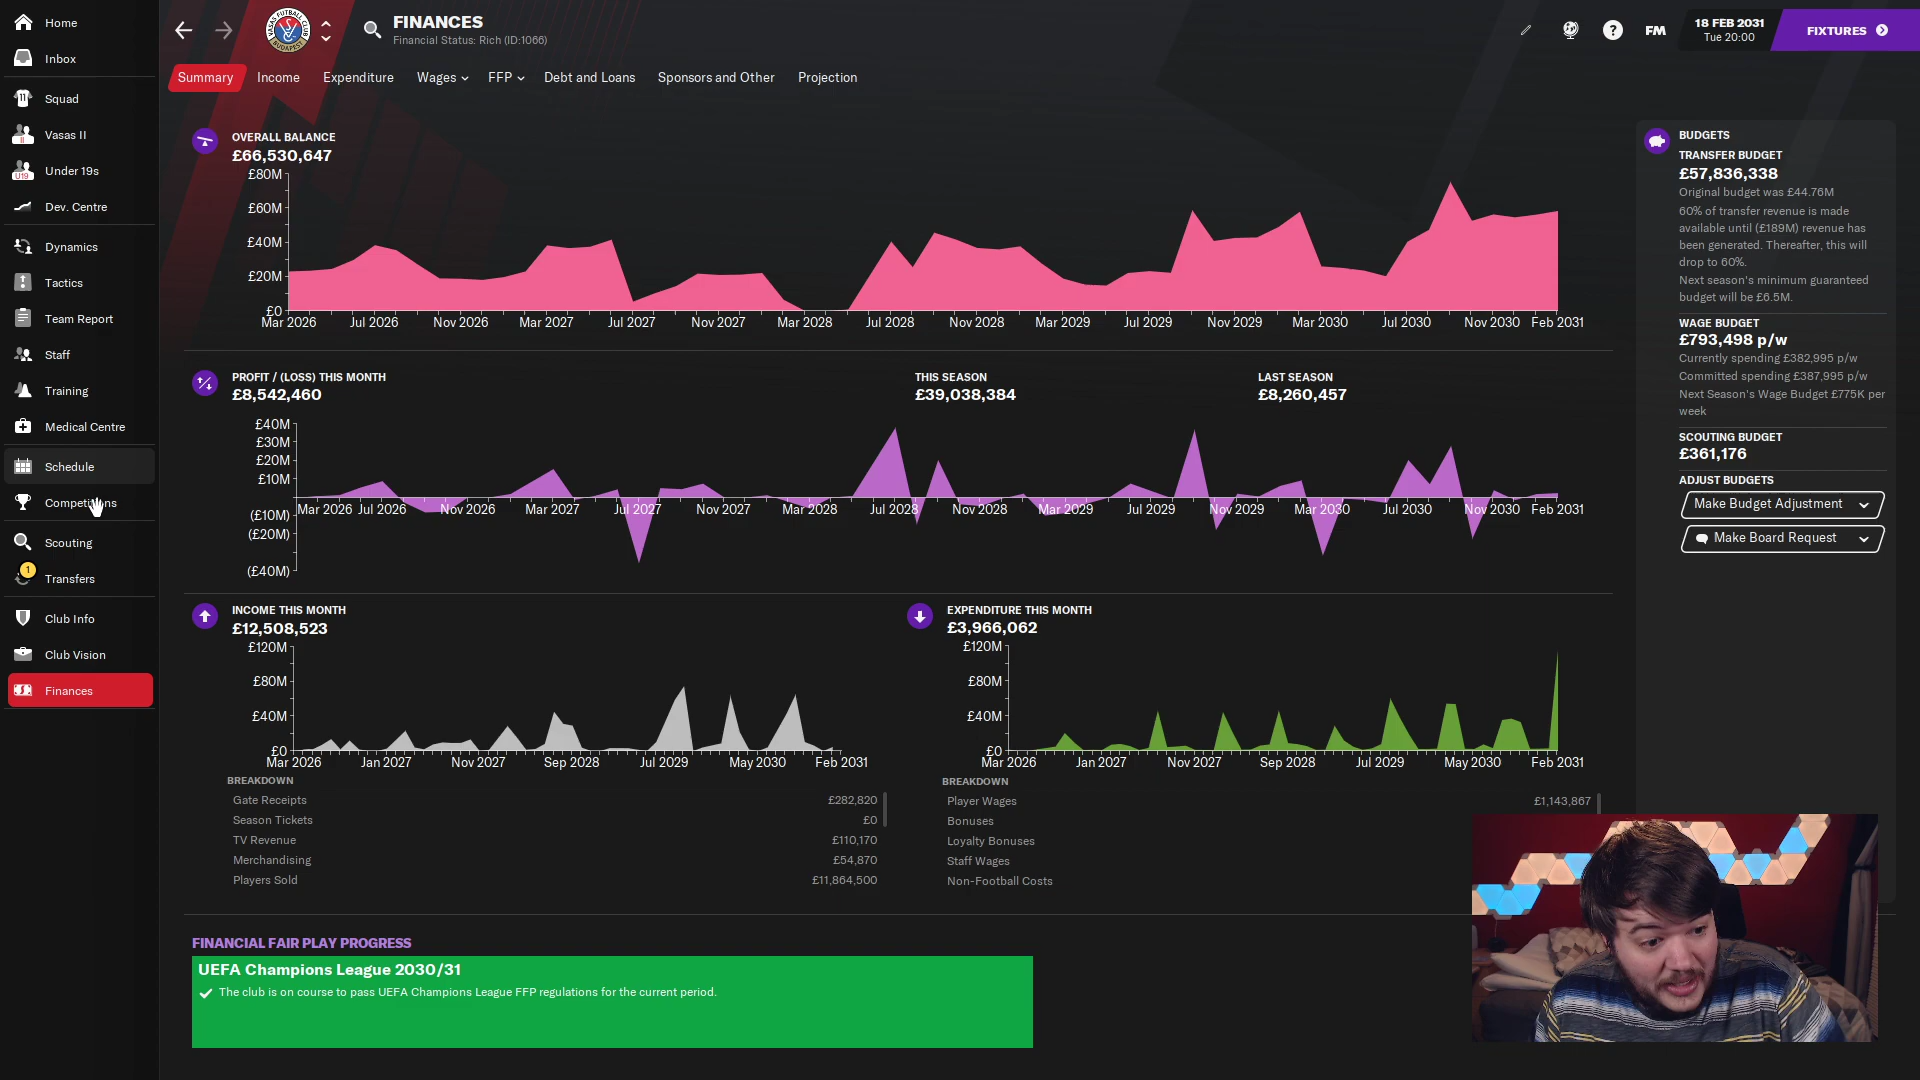 Home
Inbox
Squad
Vasas II
Under 19s
Dev. Centre
Dynamics
Tactics
Team Report
Staff
Training
Medical Centre
Schedule
Competitions
Scouting
1
Transfers
Club Info
Club Vision
Finances
FINANCES
Financial Status: Rich (ID:1066)
FM
18 FEB 2031
Tue 20:00
FIXTURES
Summary
Income
Expenditure
Wages
FFP
Debt and Loans
Sponsors and Other
Projection
OVERALL BALANCE
£66,530,647
£80M
£60M
£40M
£20M
£0
Mar 2026 Jul 2026 Nov 2026 Mar 2027 Jul 2027 Nov 2027 Mar 2028 Jul 2028 Nov 2028 Mar 2029 Jul 2029 Nov 2029 Mar 2030 Jul 2030 Nov 2030 Feb 2031
PROFIT / (LOSS) THIS MONTH
£8,542,460
THIS SEASON
£39,038,384
LAST SEASON
£8,260,457
£40M
£30M
£20M
£10M
(£10M)
(£20M)
(£40M)
Mar 2026 Jul 2026 Nov 2026 Mar 2027 Jul 2027 Nov 2027 Mar 2028 Jul 2028 Nov 2028 Mar 2029 Jul 2029 Nov 2029 Mar 2030 Jul 2030 Nov 2030 Feb 2031
INCOME THIS MONTH
£12,508,523
£120M
£80M
£40M
£0
Mar 2026 Jan 2027 Nov 2027 Sep 2028 Jul 2029 May 2030 Feb 2031
BREAKDOWN
Gate Receipts £282,820
Season Tickets £0
TV Revenue £110,170
Merchandising £54,870
Players Sold £11,864,500
EXPENDITURE THIS MONTH
£3,966,062
£120M
£80M
£40M
£0
Mar 2026 Jan 2027 Nov 2027 Sep 2028 Jul 2029 May 2030 Feb 2031
BREAKDOWN
Player Wages £1,143,867
Bonuses
Loyalty Bonuses
Staff Wages
Non-Football Costs
FINANCIAL FAIR PLAY PROGRESS
UEFA Champions League 2030/31
The club is on course to pass UEFA Champions League FFP regulations for the current period.
BUDGETS
TRANSFER BUDGET
£57,836,338
Original budget was £44.76M
60% of transfer revenue is made
available until (£189M) revenue has
been generated. Thereafter, this will
drop to 60%.
Next season's minimum guaranteed
budget will be £6.5M.
WAGE BUDGET
£793,498 p/w
Currently spending £382,995 p/w
Committed spending £387,995 p/w
Next Season's Wage Budget £775K per
week
SCOUTING BUDGET
£361,176
ADJUST BUDGETS
Make Budget Adjustment
Make Board Request